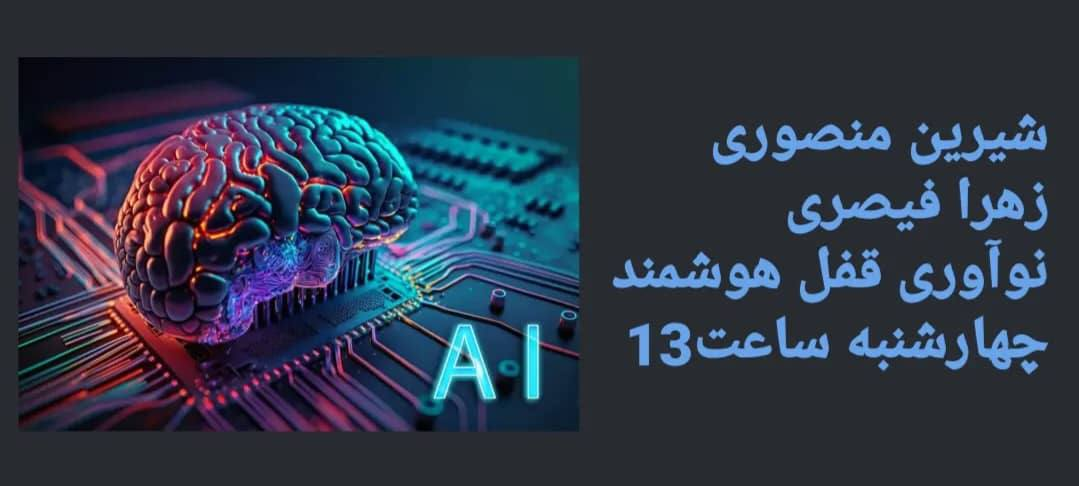 شیرین منصوری
زهرا فیصری
نوآوری قفل هوشمند
چهارشنبه ساعت13
AI